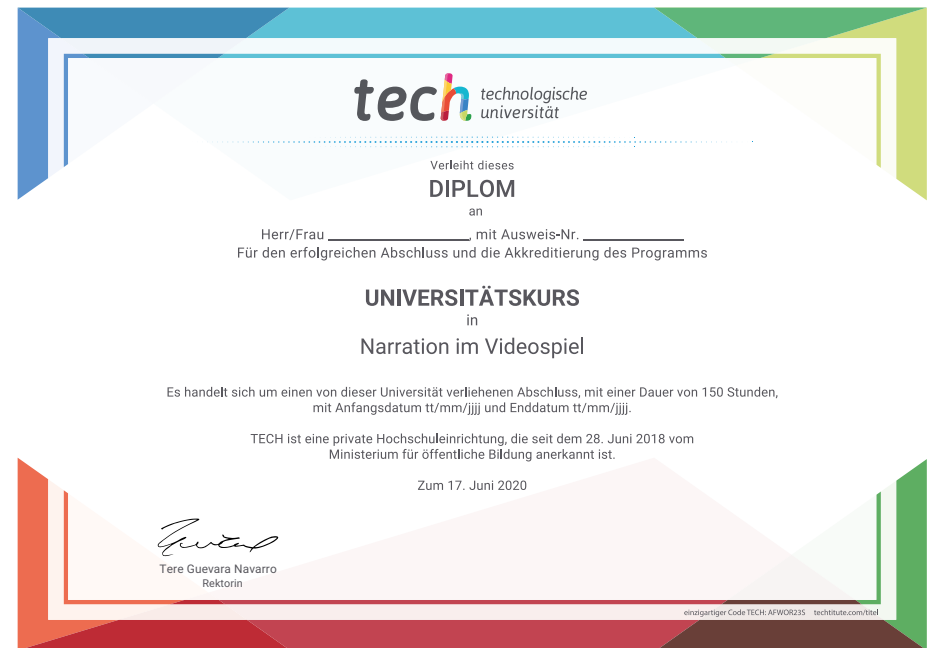 tech technologische
universität
Verleiht dieses
DIPLOM
an
Herr/Frau ____________________, mit Ausweis-Nr. ______________
Für den erfolgreichen Abschluss und die Akkreditierung des Programms
UNIVERSITÄTSKURS
in
Narration im Videospiel
Es handelt sich um einen von dieser Universität verliehenen Abschluss, mit einer Dauer von 150 Stunden,
mit Anfangsdatum tt/mm/jjjj und Enddatum tt/mm/jjjj.
TECH ist eine private Hochschuleinrichtung, die seit dem 28. Juni 2018 vom
Ministerium für öffentliche Bildung anerkannt ist.
Zum 17. Juni 2020
Tere Guevara Navarro
Rektorin
einzigartiger Code TECH: AFWOR23S techtitute.com/titel